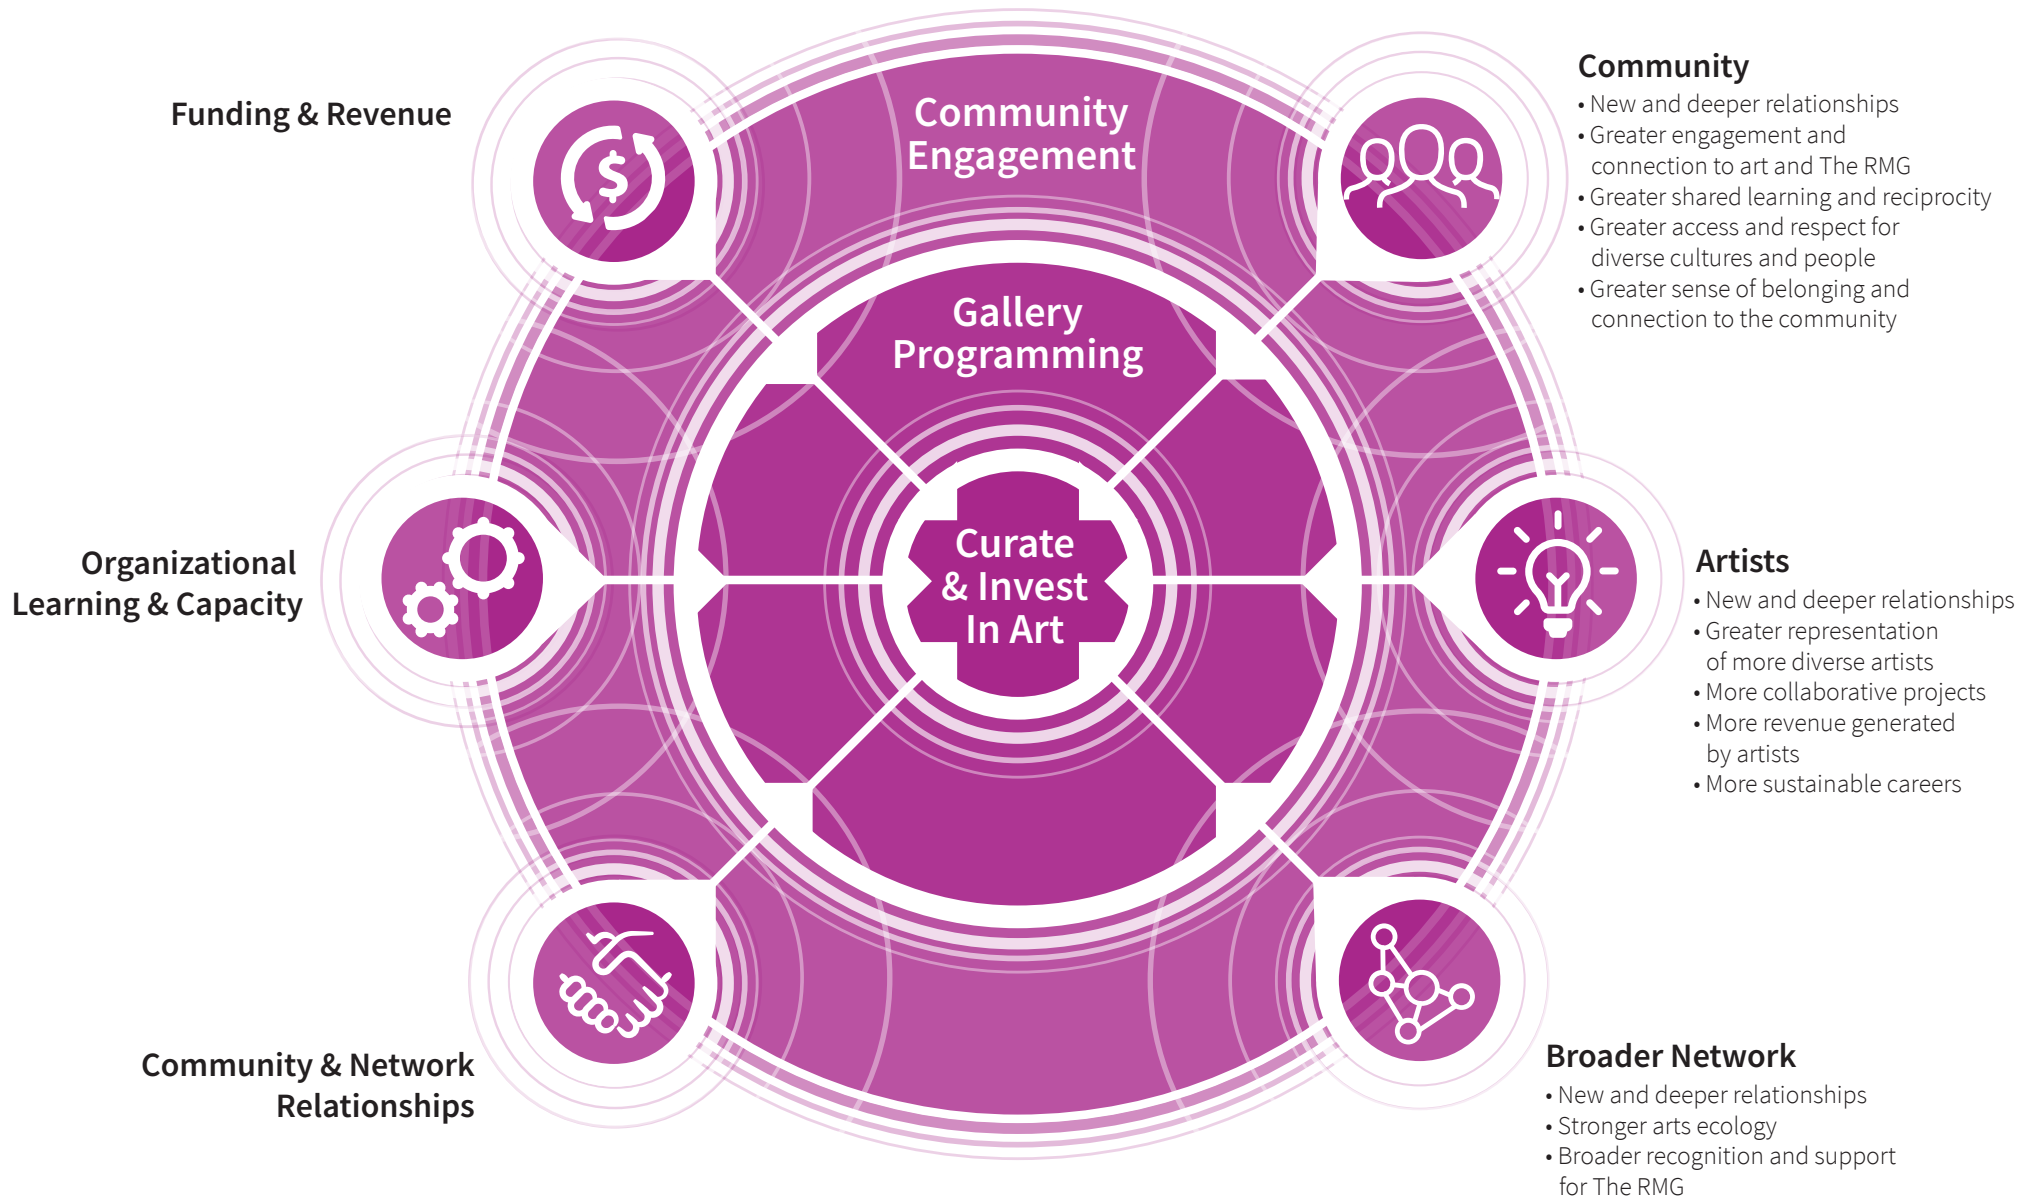 Funding & Revenue
Organizational
Learning & Capacity
Community & Network
Relationships
Community
Engagement
Gallery
Programming
Curate
& Invest
In Art
Community
• New and deeper relationships
• Greater engagement and
connection to art and The RMG
• Greater shared learning and reciprocity
• Greater access and respect for
diverse cultures and people
• Greater sense of belonging and
connection to the community
Artists
• New and deeper relationships
• Greater representation
of more diverse artists
• More collaborative projects
• More revenue generated
by artists
• More sustainable careers
Broader Network
• New and deeper relationships
• Stronger arts ecology
• Broader recognition and support
for The RMG